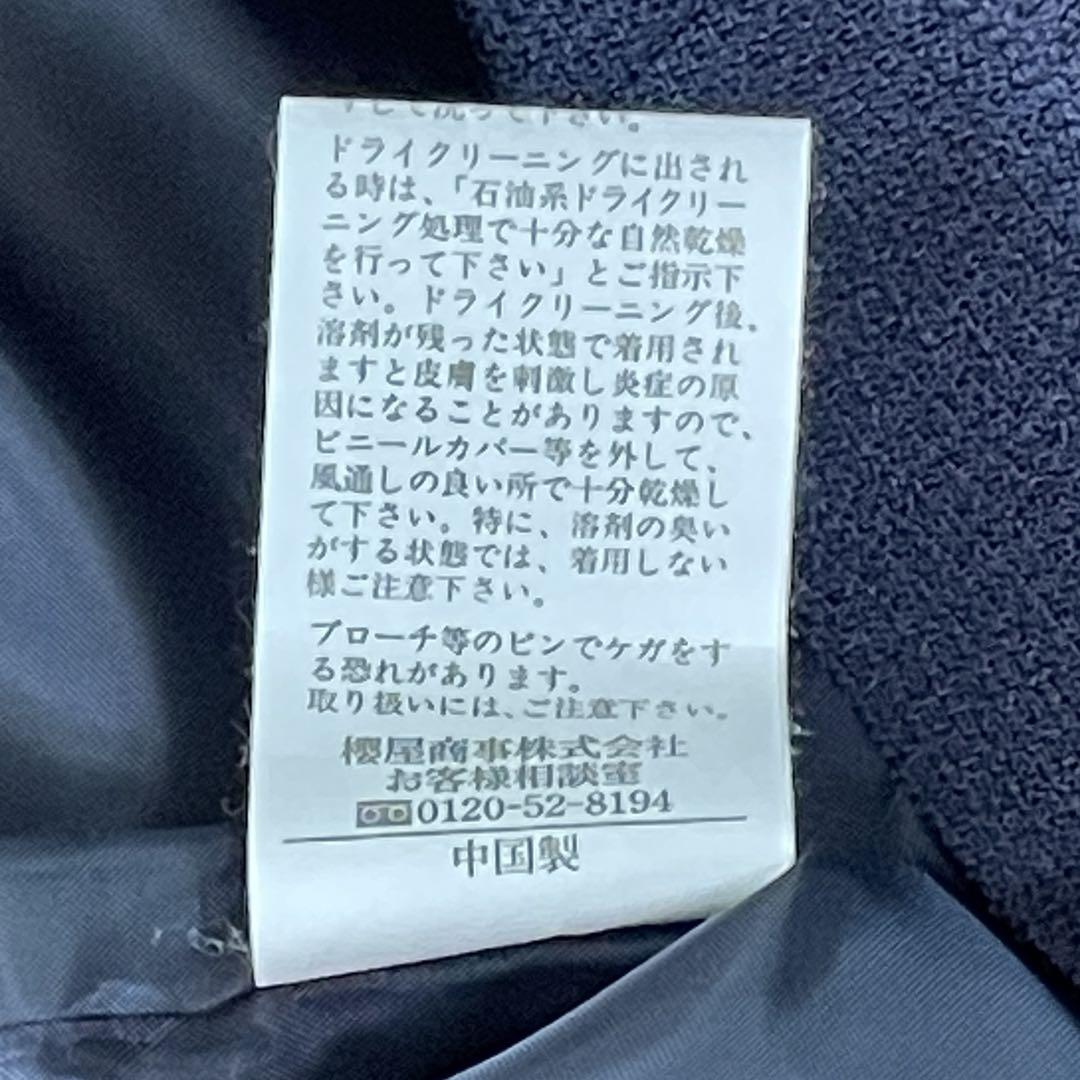 して洗って下さい。
ドライクリーニングに出され
る時は、「石油系ドライクリー
ニング処理で十分な自然乾燥
を行って下さい」とご指示下
さい。ドライクリーニング後、
溶剤が残った状態で着用され
ますと皮膚を刺激し炎症の原
因になることがありますので、
ビニールカバー等を外して、
風通しの良い所で十分乾燥し
て下さい。特に、溶剤の臭い
がする状態では、着用しない
様ご注意下さい。
ブローチ等のピンでケガをす
る恐れがあります。
取り扱いには、ご注意下さい。
櫻屋商事株式会社
お客様相談室
0120-52-8194
中国製